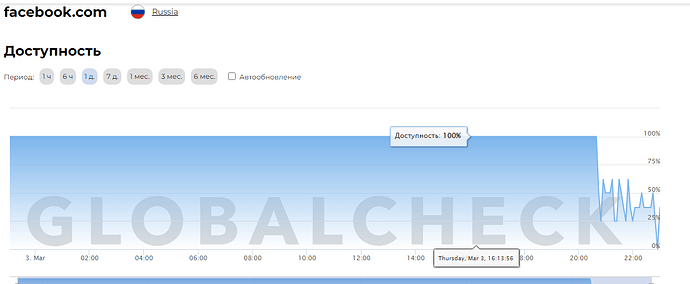 facebook.com Russia
Доступность
Период: 1 ч 6 ч 1 д. 7 д. 1 мес. 3 мес. 6 мес. Автообновление
100%
Доступность: 100%
75%
50%
GLOBALCHECK
25%
0%
Thursday, Mar 3, 16:13:56
3. Mar 02:00 04:00 06:00 08:00 10:00 12:00 14:00 18:00 20:00 22:00